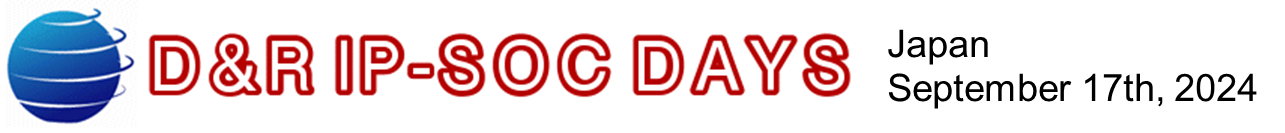 D&R IP-SOC DAYS
Japan
September 17th, 2024